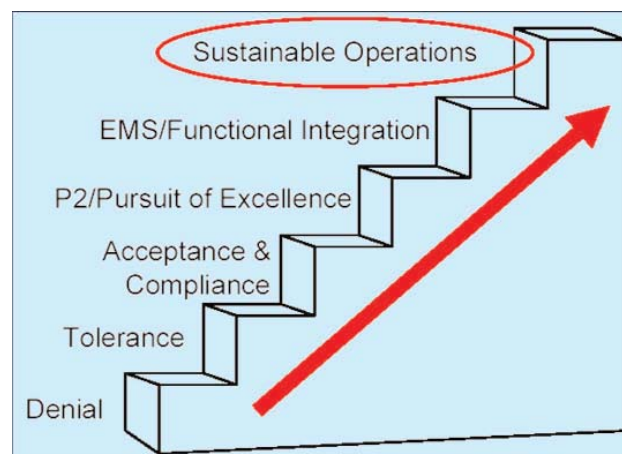 Sustainable Operations
EMS/Functional Integration
P2/Pursuit of Excellence
Acceptance &
Compliance
Tolerance
Denial